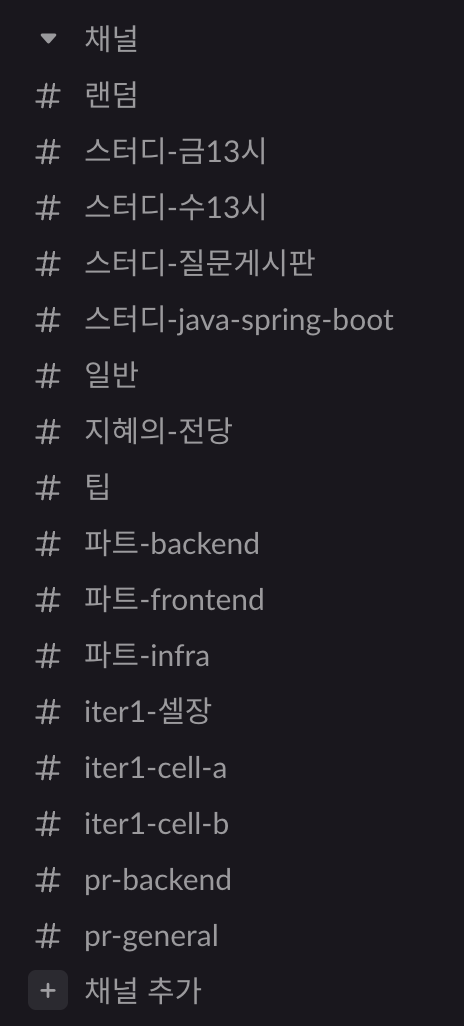 채널
# 랜덤
# 스터디-금13시
# 스터디-수13시
# 스터디-질문게시판
# 스터디-java-spring-boot
# 일반
# 지혜의-전당
# 팁
# 파트-backend
# 파트-frontend
# 파트-infra
# iter1-셀장
# iter1-cell-a
# iter1-cell-b
# pr-backend
# pr-general
+ 채널 추가